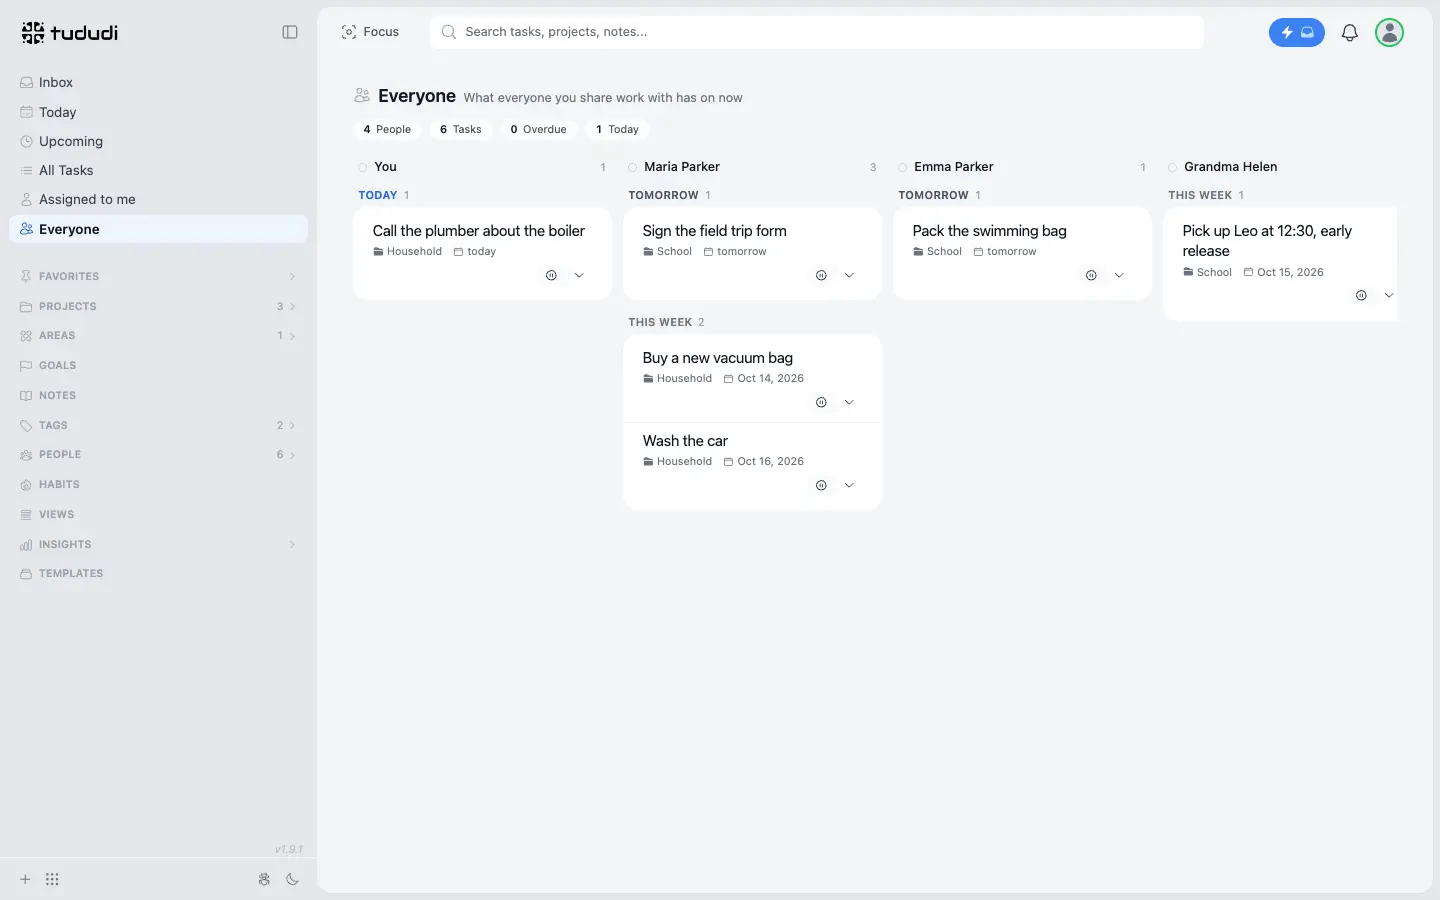 tududi
Inbox
Today
Upcoming
All Tasks
Assigned to me
Everyone
FAVORITES
PROJECTS 3
AREAS 1
GOALS
NOTES
TAGS 2
PEOPLE 6
HABITS
VIEWS
INSIGHTS
TEMPLATES
v1.9.1
Focus
Search tasks, projects, notes...
Everyone What everyone you share work with has on now
4 People 6 Tasks 0 Overdue 1 Today
You 1
TODAY 1
Call the plumber about the boiler
Household today
Maria Parker 3
TOMORROW 1
Sign the field trip form
School tomorrow
THIS WEEK 2
Buy a new vacuum bag
Household Oct 14, 2026
Wash the car
Household Oct 16, 2026
Emma Parker 1
TOMORROW 1
Pack the swimming bag
School tomorrow
Grandma Helen
THIS WEEK 1
Pick up Leo at 12:30, early
release
School Oct 15, 2026